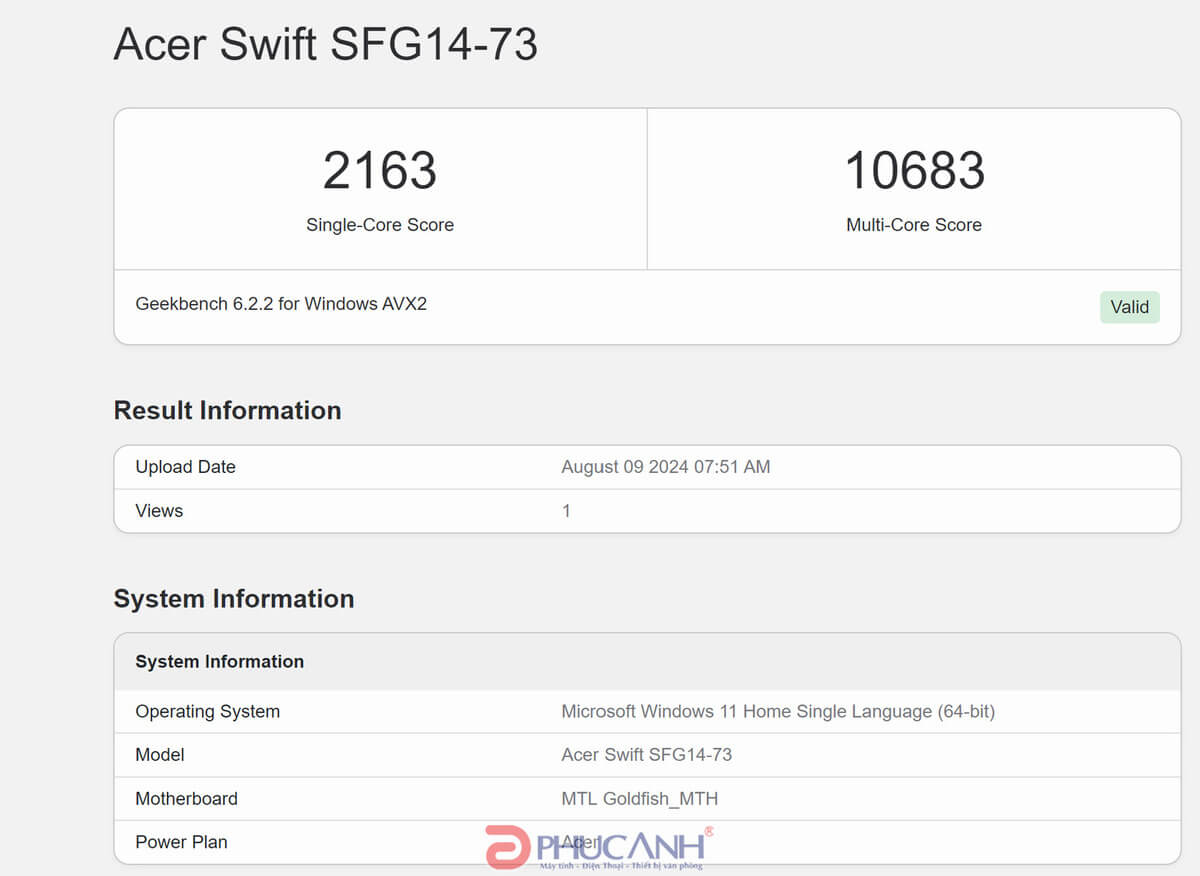 Acer Swift SFG14-73
2163
Single-Core Score
10683
Multi-Core Score
Geekbench 6.2.2 for Windows AVX2
Valid
Result Information
Upload Date August 09 2024 07:51 AM
Views 1
System Information
System Information
Operating System Microsoft Windows 11 Home Single Language (64-bit)
Model Acer Swift SFG14-73
Motherboard MTL Goldfish_MTH
Power Plan Acer
PHUCANH®
Máy tính - Điện Thoại - Thiết bị văn phòng